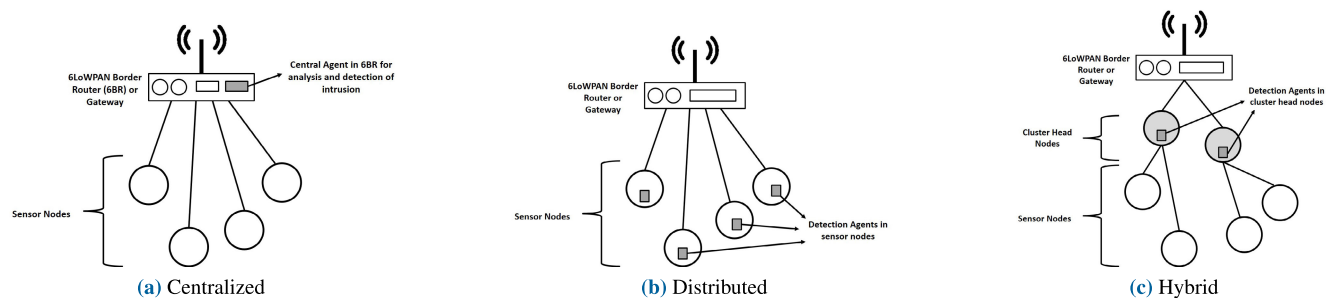 6LoWPAN Border
Router (6BR) or
Gateway
Central Agent in 6BR for
analysis and detection of
intrusion
Sensor Nodes
(a) Centralized
6LoWPAN Border
Router or
Gateway
Sensor Nodes
Detection Agents in
sensor nodes
(b) Distributed
6LoWPAN Border
Router or
Gateway
Detection Agents in
cluster head nodes
Cluster Head
Nodes
Sensor Nodes
(c) Hybrid